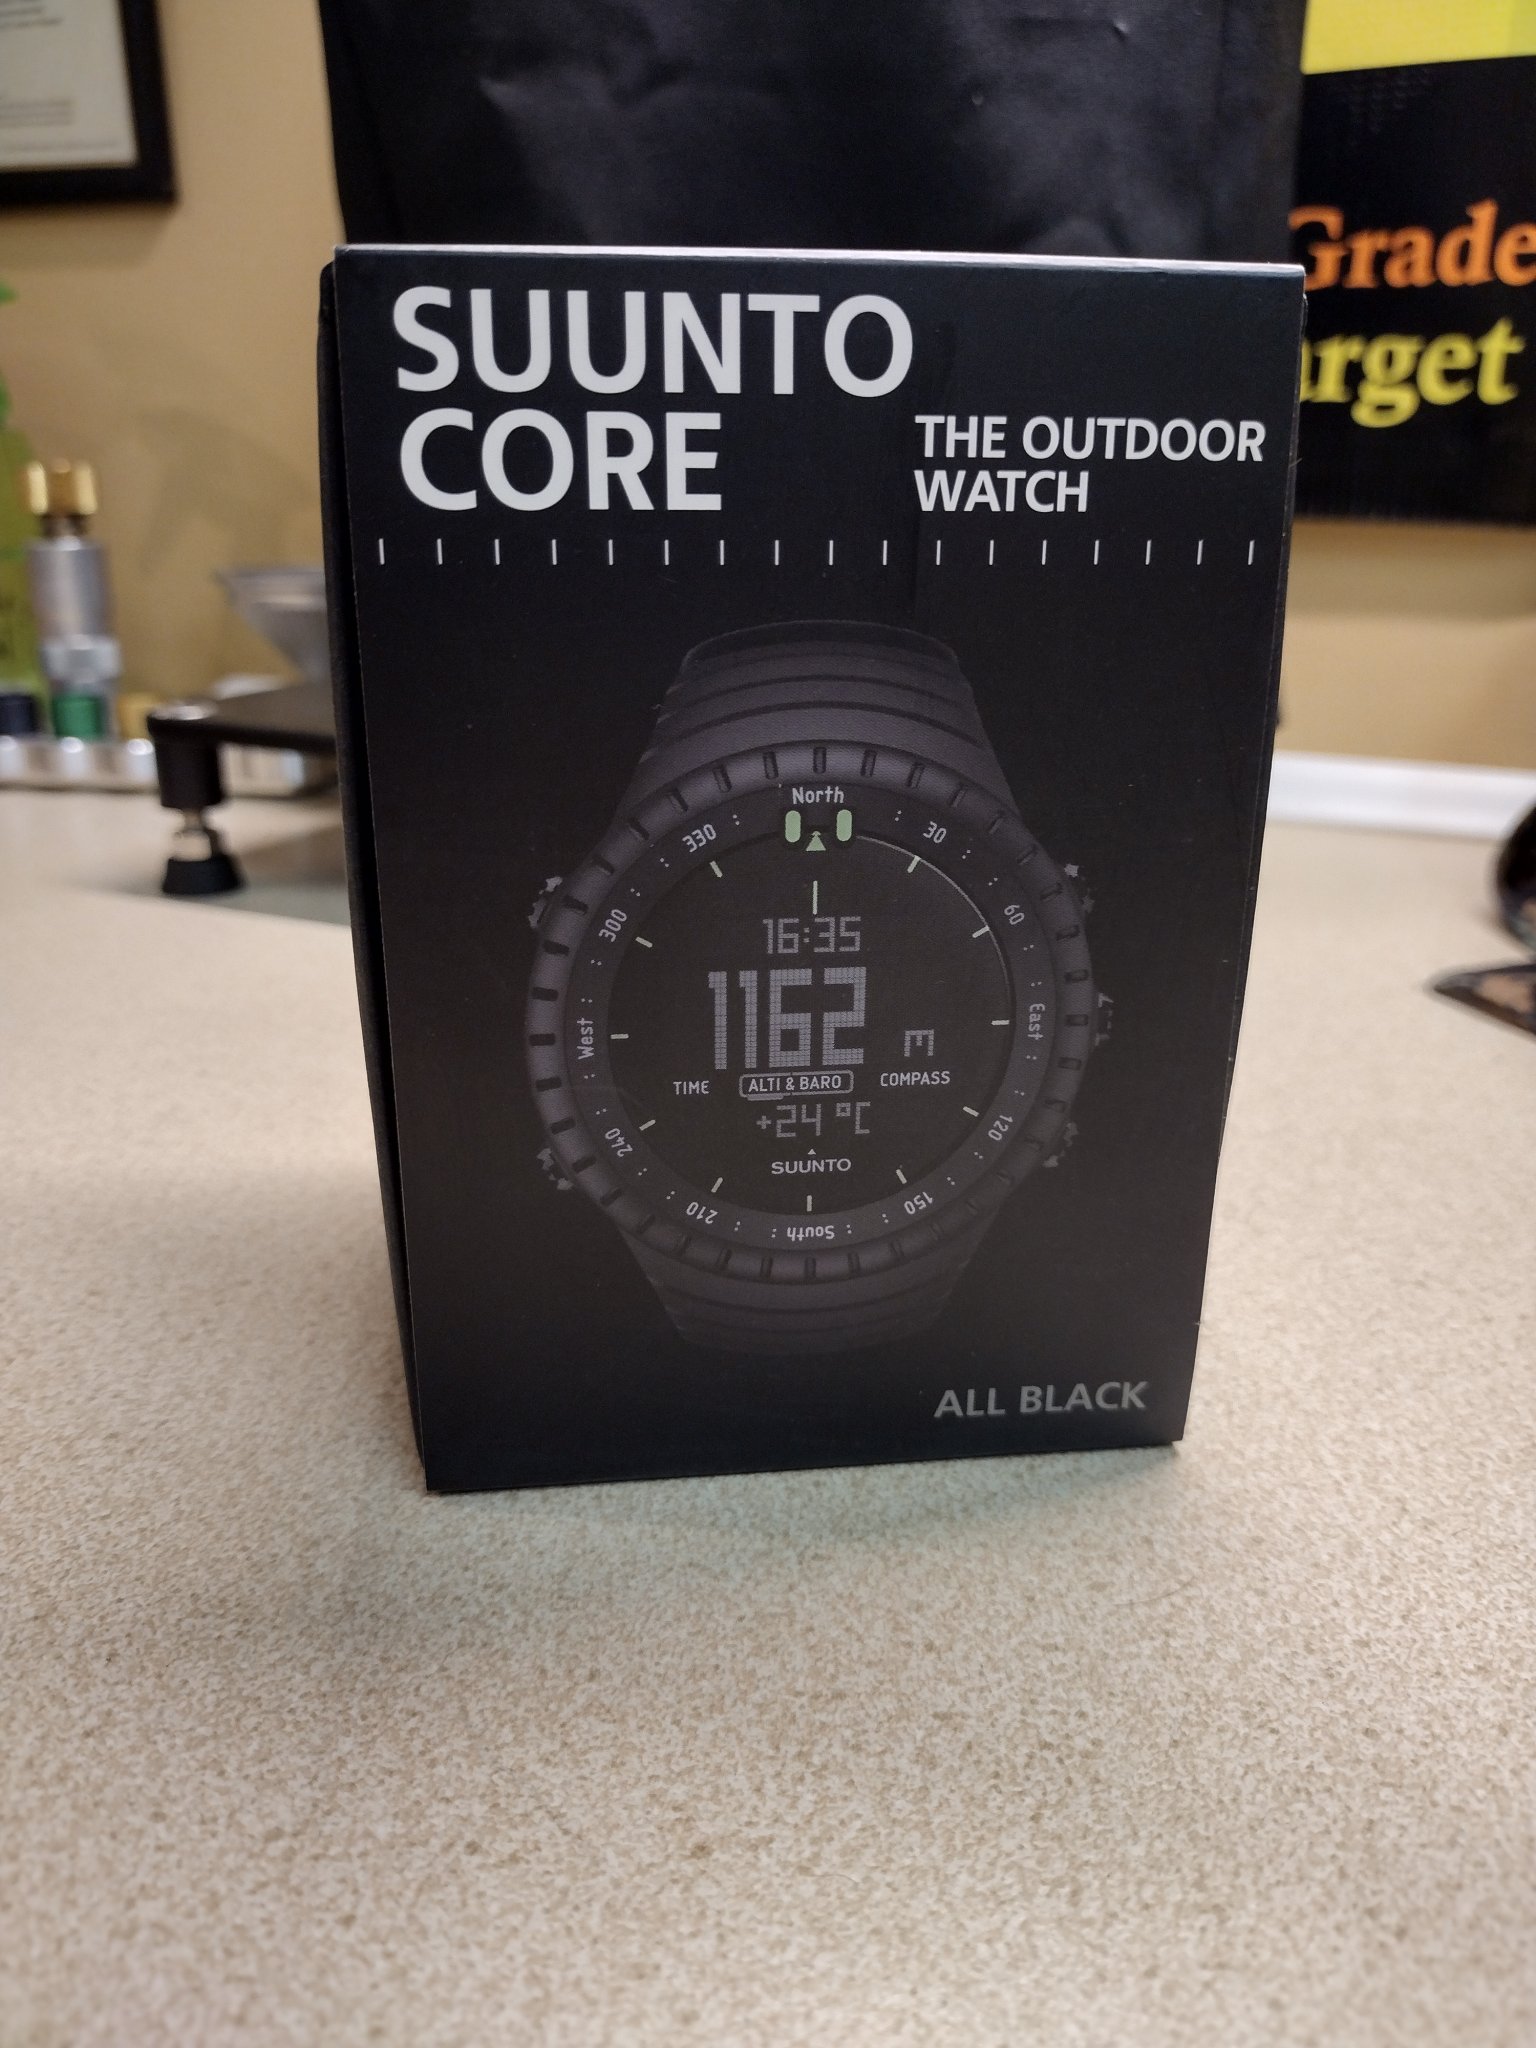 SUUNTO
CORE
THE OUTDOOR
WATCH
North
30
60
East
120
150
South
210
240
West
300
330
16:35
1162
E
TIME
ALTI & BARO
COMPASS
+24 °C
SUUNTO
ALL BLACK
Grade
arget